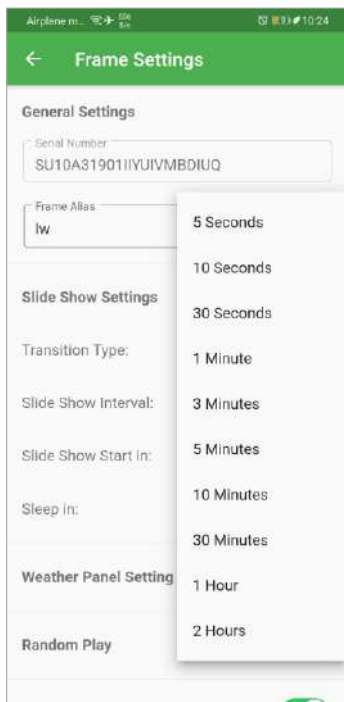 Airplane m...
10:24
Frame Settings
General Settings
Serial Number
SU10A31901IIYUIVMBDIUQ
Frame Alias
lw
Slide Show Settings
Transition Type:
Slide Show Interval:
Slide Show Start in:
Sleep in:
Weather Panel Setting
Random Play
5 Seconds
10 Seconds
30 Seconds
1 Minute
3 Minutes
5 Minutes
10 Minutes
30 Minutes
1 Hour
2 Hours